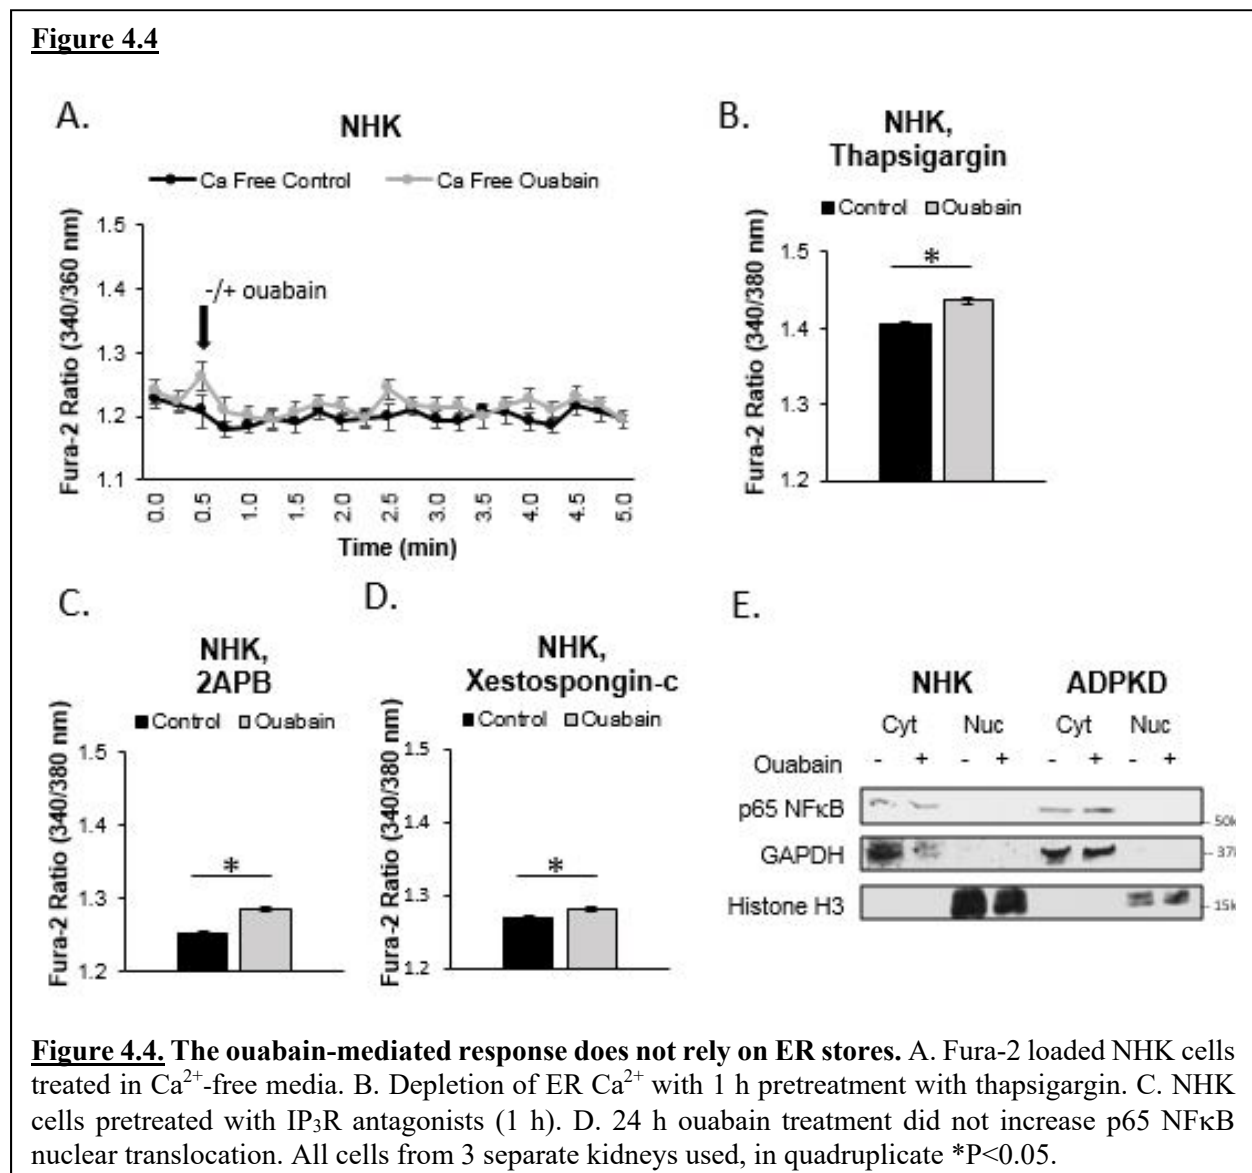 Figure 4.4
A.
NHK
Ca Free Control
Ca Free Ouabain
Fura-2 Ratio (340/360 nm)
1.5
1.4
1.3
1.2
1.1
-/+ ouabain
0.0
0.5
1.0
1.5
2.0
2.5
3.0
3.5
4.0
4.5
5.0
Time (min)
B.
NHK,
Thapsigargin
Control
Ouabain
Fura-2 Ratio (340/380 nm)
1.5
1.4
1.3
1.2
*
C.
NHK,
2APB
Control
Ouabain
Fura-2 Ratio (340/380 nm)
1.5
1.4
1.3
1.2
*
D.
NHK,
Xestospongin-c
Control
Ouabain
Fura-2 Ratio (340/380 nm)
1.5
1.4
1.3
1.2
*
E.
NHK ADPKD
Cyt Nuc Cyt Nuc
Ouabain - + - + - + - +
p65 NFκB
50k
GAPDH
Histone H3
15k
Figure 4.4. The ouabain-mediated response does not rely on ER stores. A. Fura-2 loaded NHK cells
treated in Ca²⁺-free media. B. Depletion of ER Ca²⁺ with 1 h pretreatment with thapsigargin. C. NHK
cells pretreated with IP₃R antagonists (1 h). D. 24 h ouabain treatment did not increase p65 NFκB
nuclear translocation. All cells from 3 separate kidneys used, in quadruplicate *P<0.05.